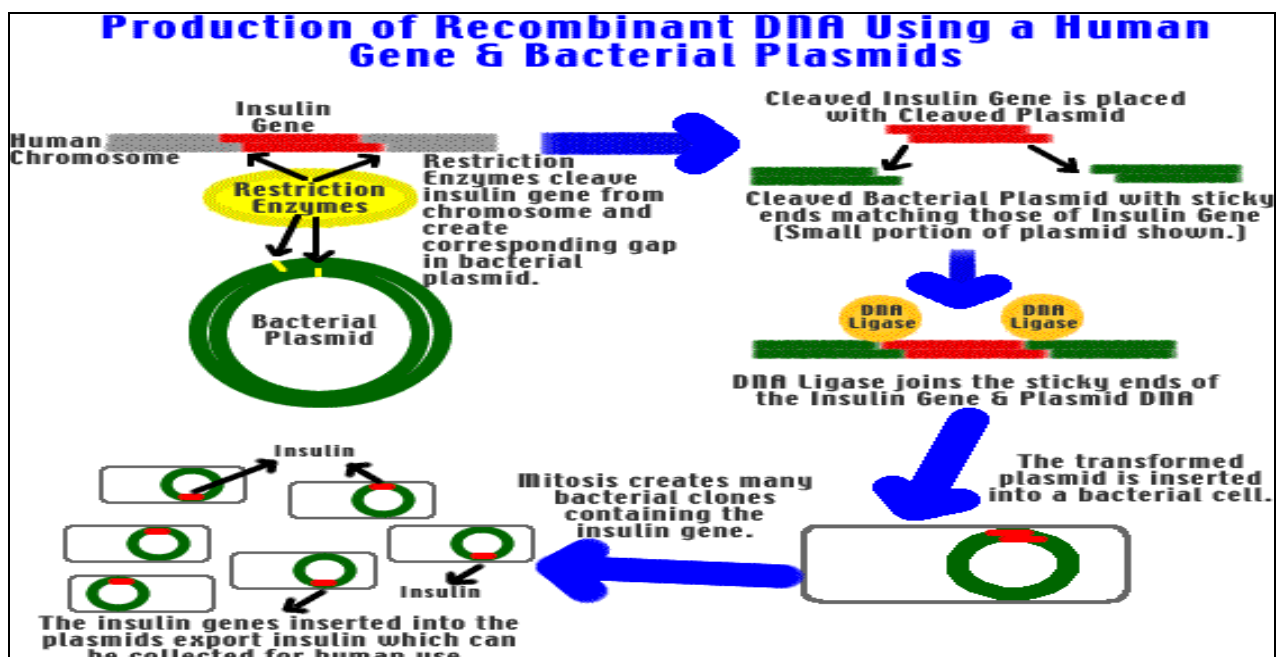 Production of Recombinant DNA Using a Human
Gene & Bacterial Plasmids
Insulin
Gene
Human
Chromosome
Restriction
Enzymes
Restriction
Enzymes cleave
insulin gene from
chromosome and
create
corresponding gap
in bacterial
plasmid.
Bacterial
Plasmid
Cleaved Insulin Gene is placed
with Cleaved Plasmid
Cleaved Bacterial Plasmid with sticky
ends matching those of Insulin Gene
(Small portion of plasmid shown.)
DNA
Ligase
DNA
Ligase
DNA Ligase joins the sticky ends of
the Insulin Gene & Plasmid DNA
The transformed
plasmid is inserted
into a bacterial cell.
Mitosis creates many
bacterial clones
containing the
insulin gene.
Insulin
Insulin
The insulin genes inserted into the
plasmids export insulin which can
be collected for human use